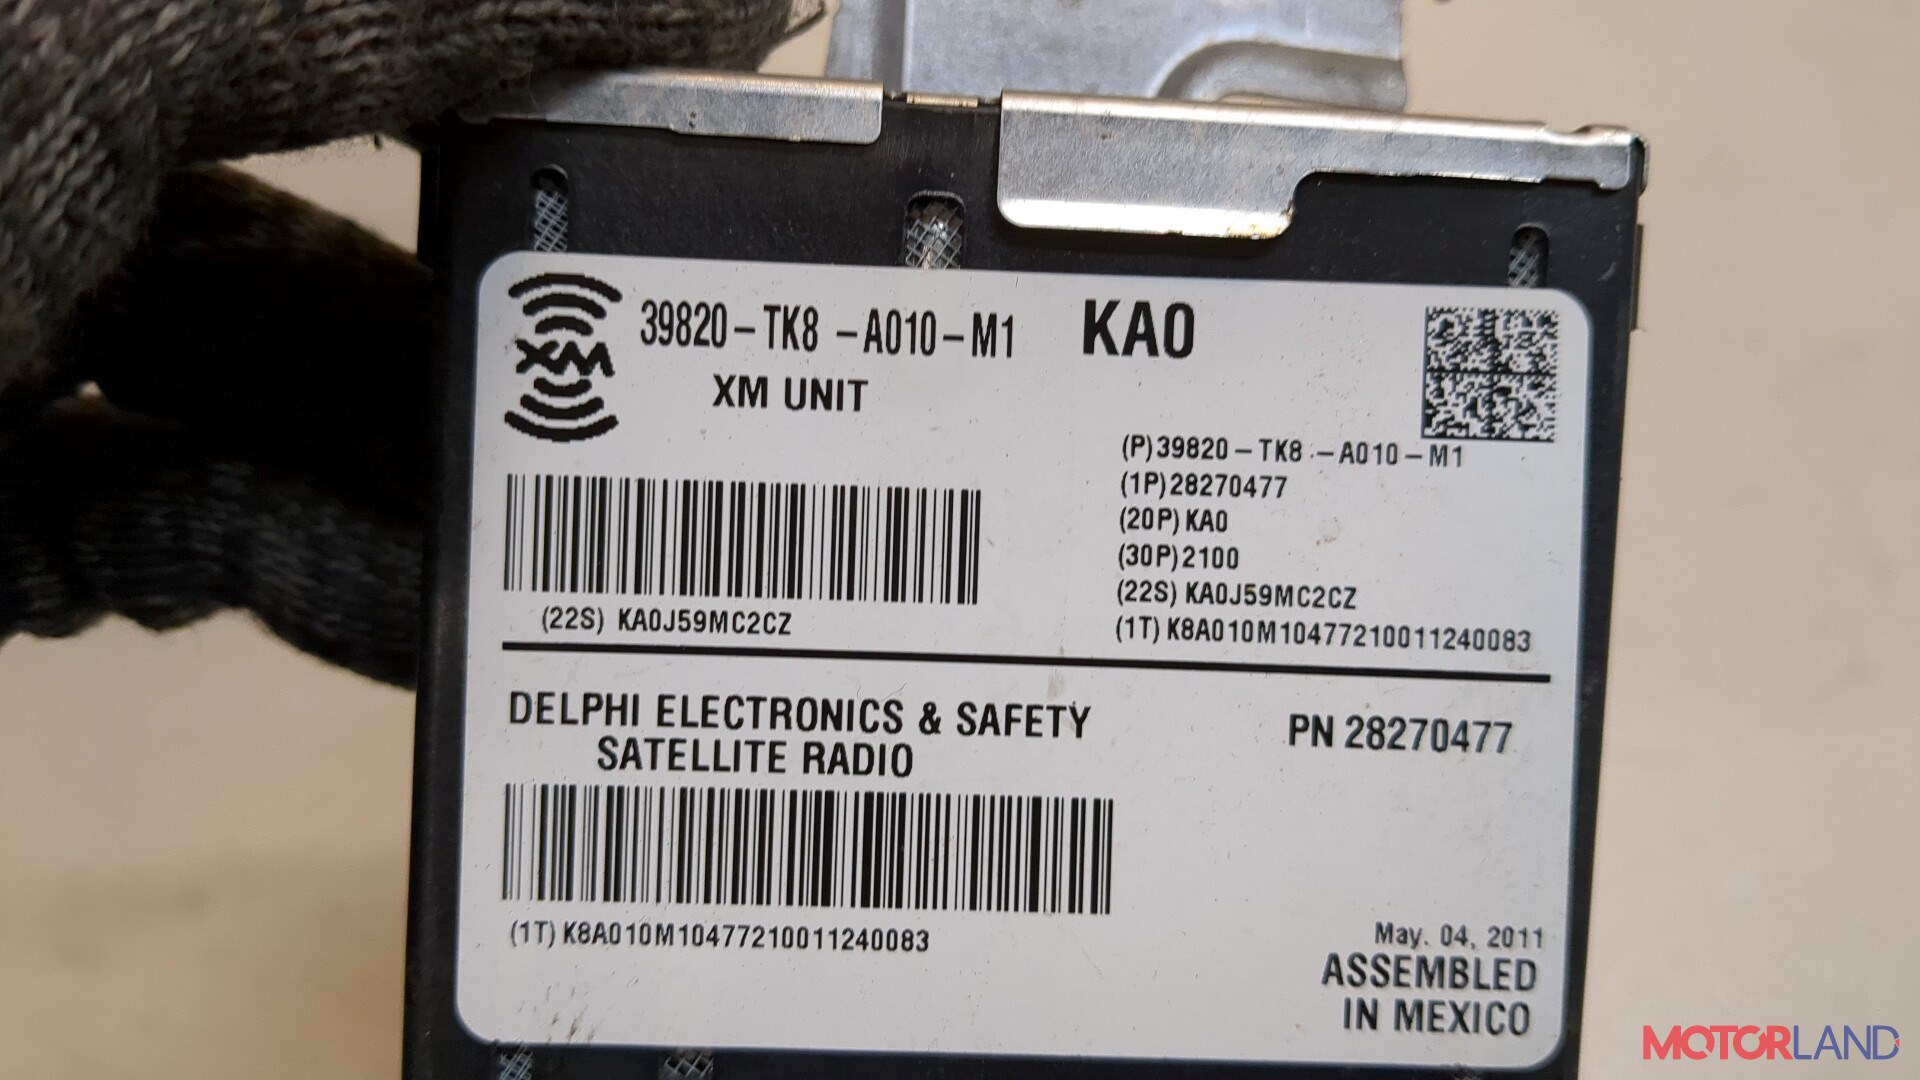 XM
39820-TK8 -A010-M1 KA0
XM UNIT
(P)39820-TK8 -A010-M1
(1P)28270477
(20P)KA0
(30P)2100
(22S) KA0J59MC2CZ
(1T)K8A010M10477210011240083
(22S) KA0J59MC2CZ
DELPHI ELECTRONICS & SAFETY
SATELLITE RADIO
PN 28270477
(1T)K8A010M10477210011240083
May. 04, 2011
ASSEMBLED
IN MEXICO
MOTORLAND